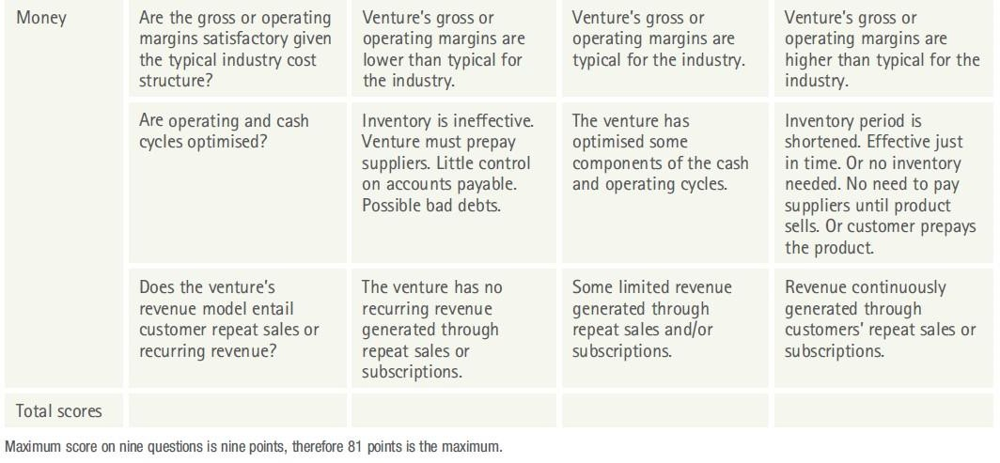 Money
Are the gross or operating
margins satisfactory given
the typical industry cost
structure?
Venture's gross or
operating margins are
lower than typical for
the industry.
Venture's gross or
operating margins are
typical for the industry.
Venture's gross or
operating margins are
higher than typical for the
industry.
Are operating and cash
cycles optimised?
Inventory is ineffective.
Venture must prepay
suppliers. Little control
on accounts payable.
Possible bad debts.
The venture has
optimised some
components of the cash
and operating cycles.
Inventory period is
shortened. Effective just
in time. Or no inventory
needed. No need to pay
suppliers until product
sells. Or customer prepays
the product.
Does the venture's
revenue model entail
customer repeat sales or
recurring revenue?
The venture has no
recurring revenue
generated through
repeat sales or
subscriptions.
Some limited revenue
generated through
repeat sales and/or
subscriptions.
Revenue continuously
generated through
customers' repeat sales or
subscriptions.
Total scores
Maximum score on nine questions is nine points, therefore 81 points is the maximum.